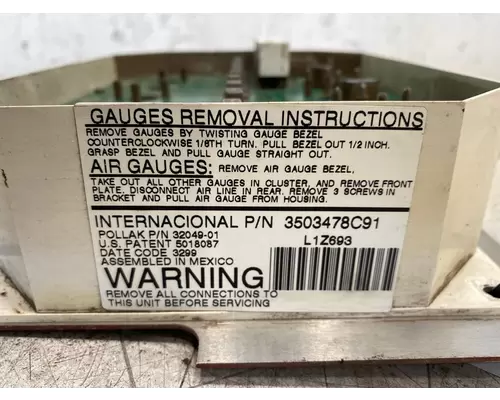 GAUGES REMOVAL INSTRUCTIONS
REMOVE GAUGES BY TWISTING GAUGE BEZEL
COUNTERCLOCKWISE 1/6TH TURN. PULL BEZEL OUT 1/2 INCH.
GRASP BEZEL AND PULL GAUGE STRAIGHT OUT.
AIR GAUGES: REMOVE AIR GAUGE BEZEL,
TAKE OUT ALL OTHER GAUGES IN CLUSTER, AND REMOVE FRONT
PLATE, DISCONNECT AIR LINE IN REAR. REMOVE 3 SCREWS IN
BRACKET AND PULL AIR GAUGE FROM HOUSING.
INTERNACIONAL P/N 3503478C91
POLLAK P/N 32049-01 L1Z693
U.S. PATENT 5018087
DATE CODE 3299
ASSEMBLED IN MEXICO
WARNING
REMOVE ALL CONNECTIONS TO
THIS UNIT BEFORE SERVICING